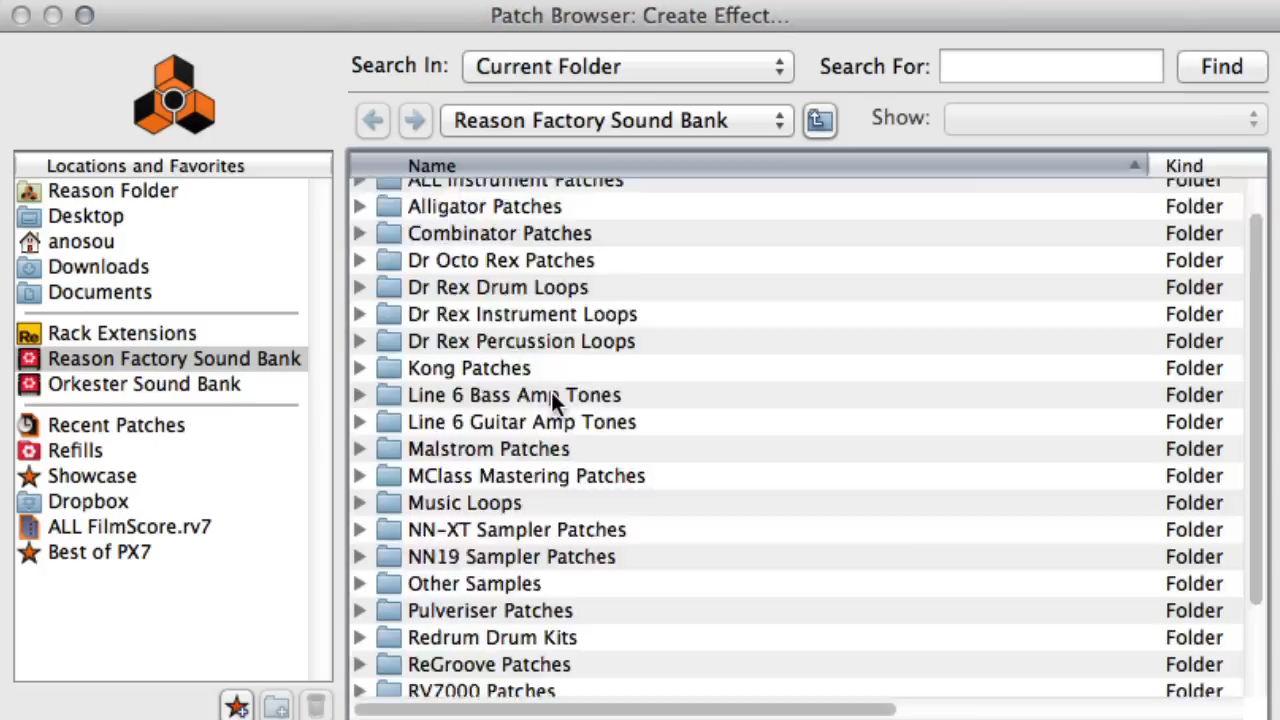 Patch Browser: Create Effect...
Search In: Current Folder Search For: Find
Reason Factory Sound Bank Show:
Locations and Favorites
Reason Folder
Desktop
anosou
Downloads
Documents
Re Rack Extensions
Reason Factory Sound Bank
Orkester Sound Bank
Recent Patches
Refills
Showcase
Dropbox
ALL FilmScore.rv7
Best of PX7
Name Kind
ALL Instrument Patches Folder
Alligator Patches Folder
Combinator Patches Folder
Dr Octo Rex Patches Folder
Dr Rex Drum Loops Folder
Dr Rex Instrument Loops Folder
Dr Rex Percussion Loops Folder
Kong Patches Folder
Line 6 Bass Amp Tones Folder
Line 6 Guitar Amp Tones Folder
Malstrom Patches Folder
MClass Mastering Patches Folder
Music Loops Folder
NN-XT Sampler Patches Folder
NN19 Sampler Patches Folder
Other Samples Folder
Pulveriser Patches Folder
Redrum Drum Kits Folder
ReGroove Patches Folder
RV7000 Patches Folder